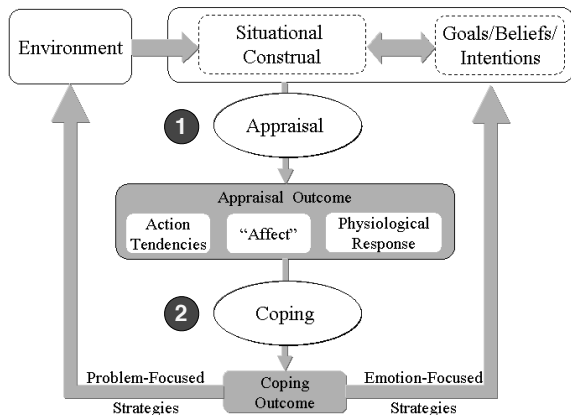 Environment
Situational
Construal
Goals/Beliefs/
Intentions
1
Appraisal
Appraisal Outcome
Action
Tendencies
“Affect”
Physiological
Response
2
Coping
Problem-Focused
Strategies
Coping
Outcome
Emotion-Focused
Strategies